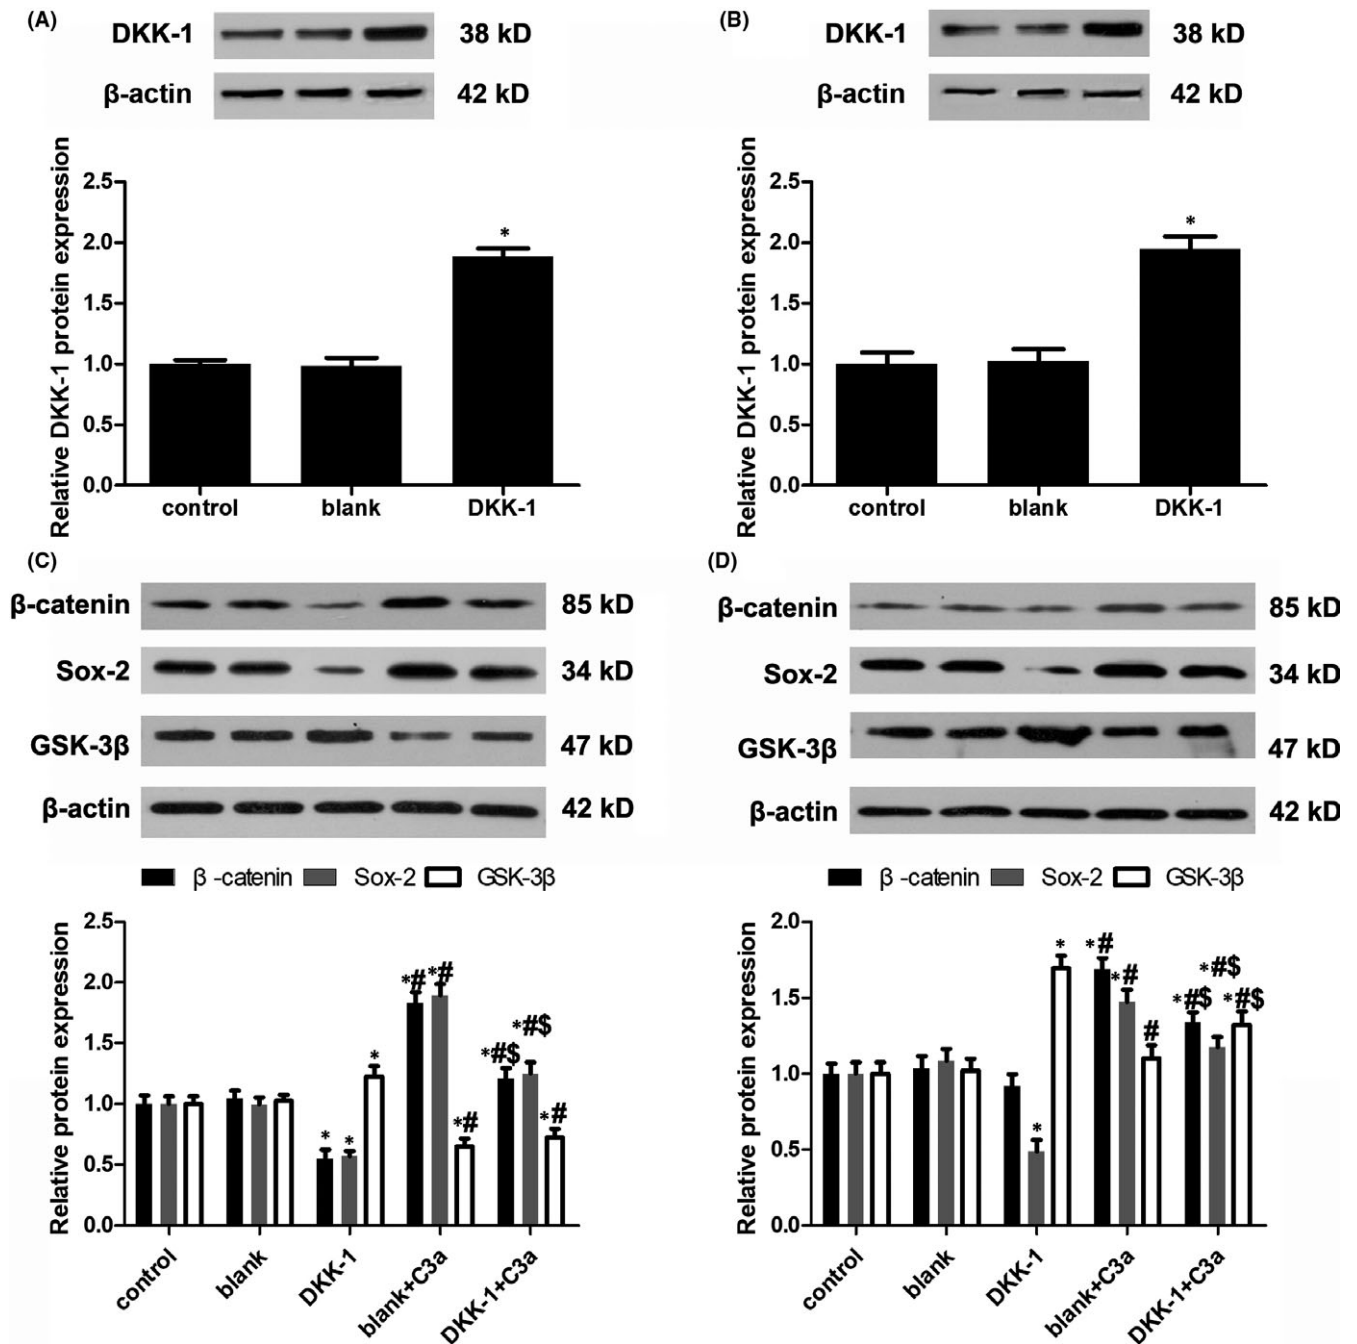 (A)
DKK-1 38 kD
β-actin 42 kD
Relative DKK-1 protein expression
2.5
2.0
1.5
1.0
0.5
0.0
*
control blank DKK-1
(B)
DKK-1 38 kD
β-actin 42 kD
Relative DKK-1 protein expression
2.5
2.0
1.5
1.0
0.5
0.0
*
control blank DKK-1
(C)
β-catenin 85 kD
Sox-2 34 kD
GSK-3β 47 kD
β-actin 42 kD
β -catenin Sox-2 GSK-3β
Relative protein expression
2.5
2.0
1.5
1.0
0.5
0.0
* * *
*# *# *#
*#$ *#$ *#
control blank DKK-1 blank+C3a DKK-1+C3a
(D)
β-catenin 85 kD
Sox-2 34 kD
GSK-3β 47 kD
β-actin 42 kD
β -catenin Sox-2 GSK-3β
Relative protein expression
2.0
1.5
1.0
0.5
0.0
* *
*# *# #
*#$ *#$ *#$
control blank DKK-1 blank+C3a DKK-1+C3a